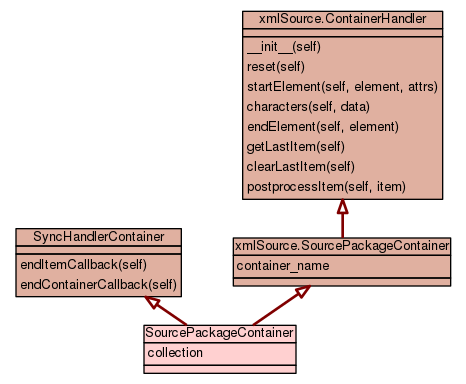 xmlSource.ContainerHandler
__init__(self)
reset(self)
startElement(self, element, attrs)
characters(self, data)
endElement(self, element)
getLastItem(self)
clearLastItem(self)
postprocessItem(self, item)
SyncHandlerContainer
endItemCallback(self)
endContainerCallback(self)
xmlSource.SourcePackageContainer
container_name
SourcePackageContainer
collection